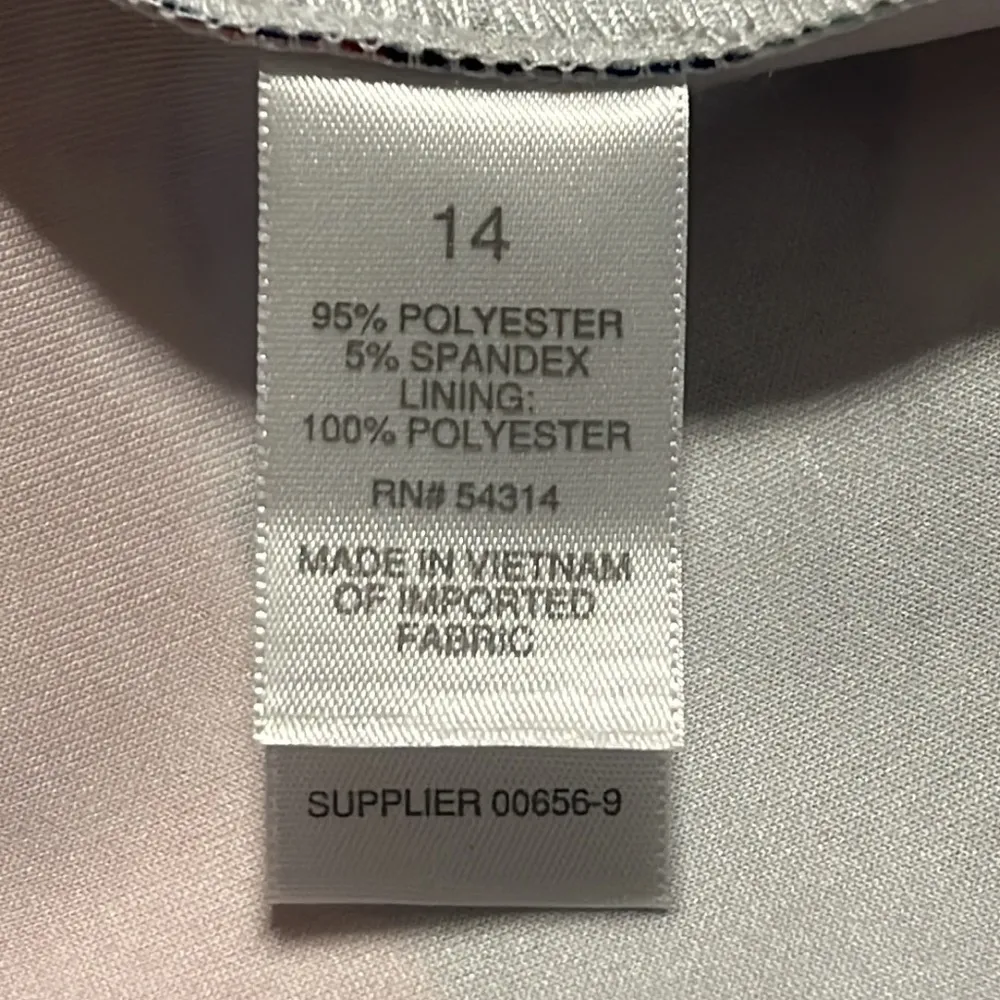 14
95% POLYESTER
5% SPANDEX
LINING:
100% POLYESTER
RN# 54314
MADE IN VIETNAM
OF IMPORTED
FABRIC
SUPPLIER 00656-9